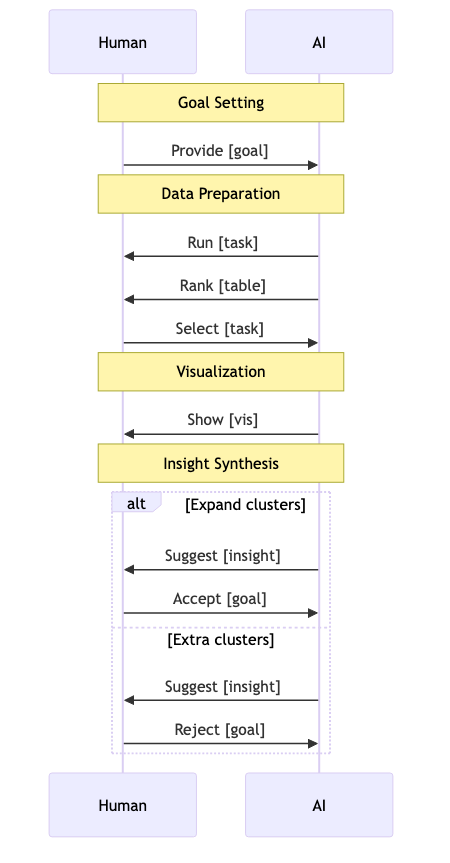 Human
AI
Goal Setting
Provide [goal]
Data Preparation
Run [task]
Rank [table]
Select [task]
Visualization
Show [vis]
Insight Synthesis
alt
[Expand clusters]
Suggest [insight]
Accept [goal]
[Extra clusters]
Suggest [insight]
Reject [goal]
Human
AI